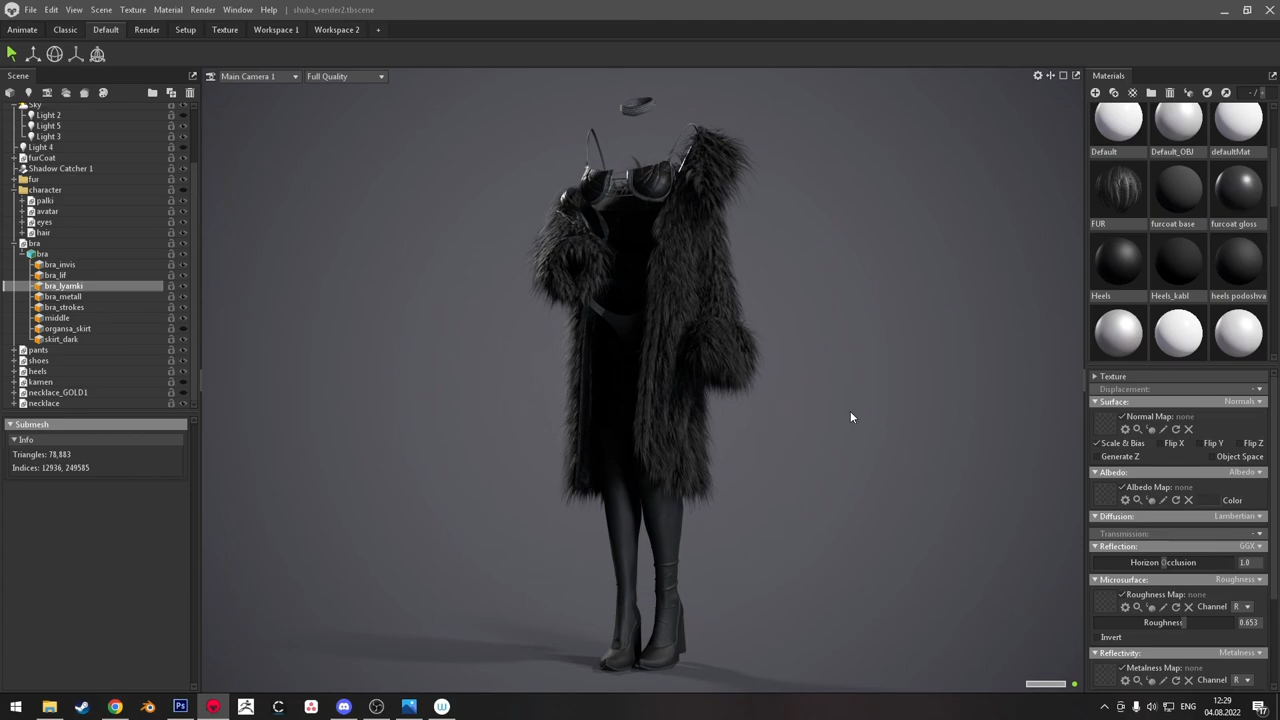 File Edit View Scene Texture Material Render Window Help shuba_render2.tbscene
Animate Classic Default Render Setup Texture Workspace 1 Workspace 2 +
Scene
Main Camera 1 Full Quality
Materials
Sky
Light 2
Light 5
Light 3
Light 4
furCoat
Shadow Catcher 1
fur
character
palki
avatar
eyes
hair
bra
bra
bra_invis
bra_lif
bra_lyamki
bra_metall
bra_strokes
middle
organsa_skirt
skirt_dark
pants
shoes
heels
kamen
necklace_GOLD1
necklace
Submesh
Info
Triangles: 78,883
Indices: 12936, 249585
Default Default_OBJ defaultMat
FUR furcoat base furcoat gloss
Heels Heels_kabl heels podoshva
Texture
Displacement: -
Surface: Normals
Normal Map: none
Scale & Bias Flip X Flip Y Flip Z
Generate Z Object Space
Albedo: Albedo
Albedo Map: none
Color
Diffusion: Lambertian
Transmission: -
Reflection: GGX
Horizon Occlusion 1.0
Microsurface: Roughness
Roughness Map: none
Channel R
Roughness 0.653
Invert
Reflectivity: Metalness
Metalness Map: none
Channel R
ENG
12:29
04.08.2022
17